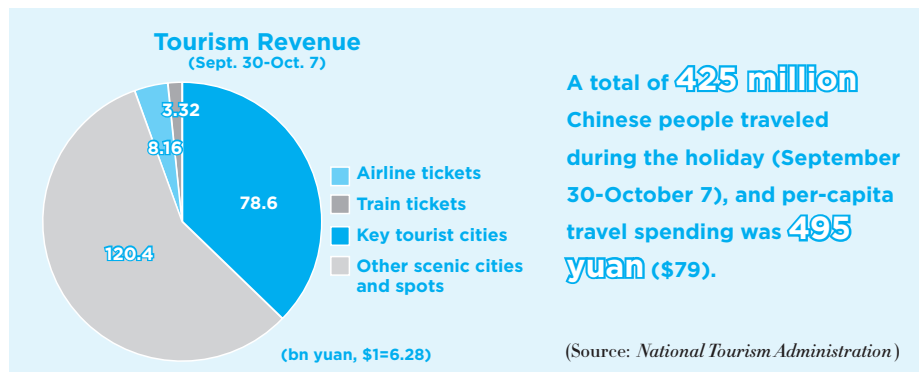 Tourism Revenue
(Sept. 30-Oct. 7)
3.32
8.16
78.6
120.4
Airline tickets
Train tickets
Key tourist cities
Other scenic cities
and spots
(bn yuan, $1=6.28)
A total of 425 million
Chinese people traveled
during the holiday (September
30-October 7), and per-capita
travel spending was 495
yuan ($79).
(Source: National Tourism Administration)